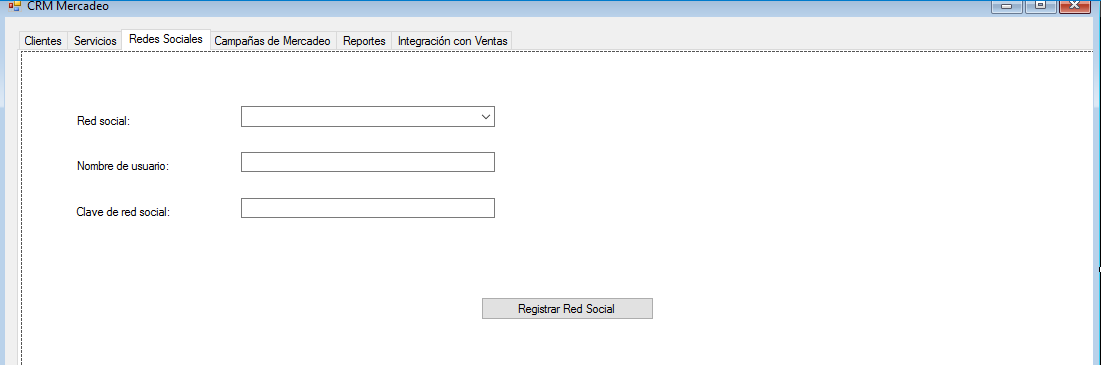 CRM Mercadeo
Clientes Servicios Redes Sociales Campañas de Mercadeo Reportes Integración con Ventas
Red social:
Nombre de usuario:
Clave de red social:
Registrar Red Social